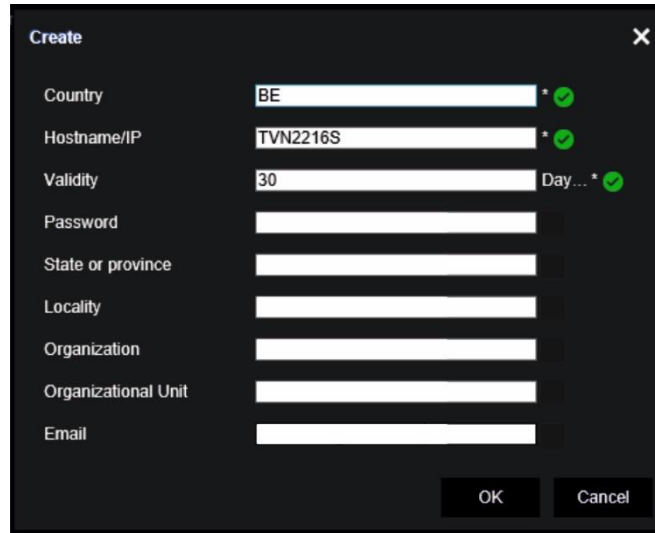 Create
Country BE *
Hostname/IP TVN2216S *
Validity 30 Day... *
Password
State or province
Locality
Organization
Organizational Unit
Email
OK Cancel